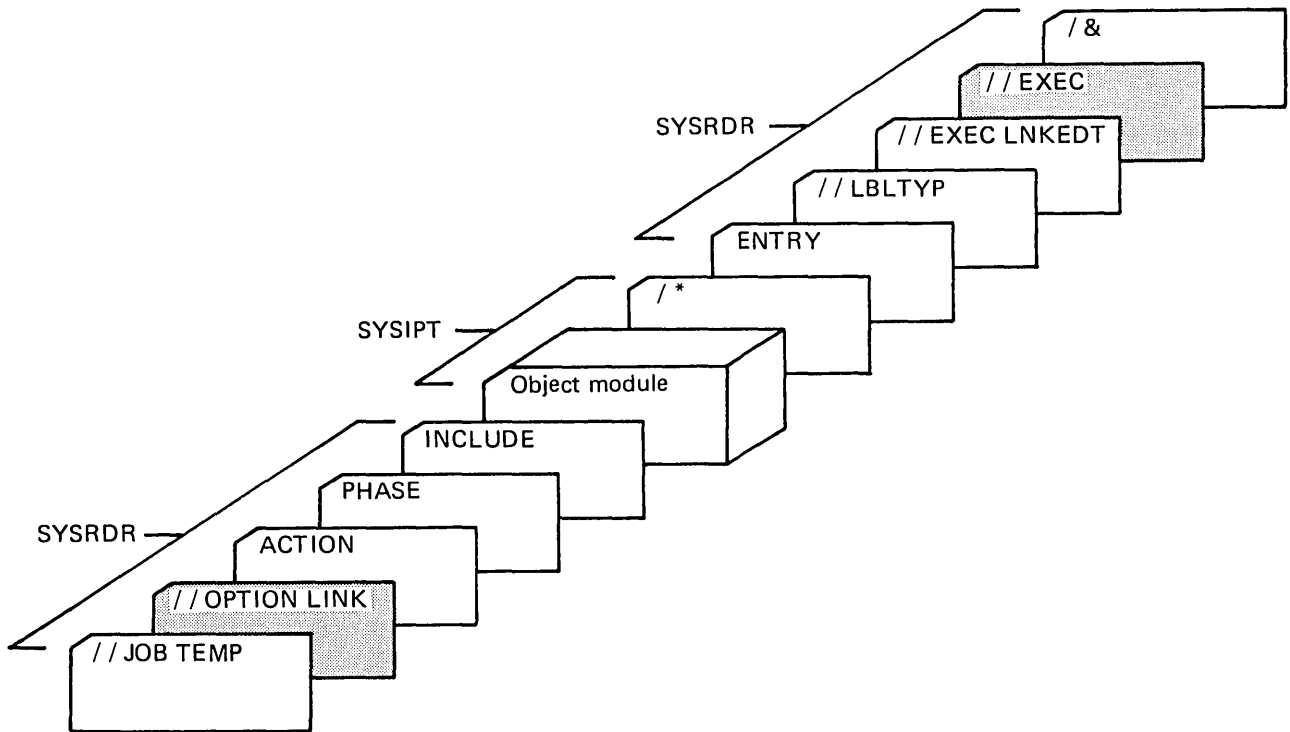 / &
/ / EXEC
SYSRDR
/ / EXEC LNKEDT
/ / LBLTYP
ENTRY
/ *
SYSIPT
Object module
INCLUDE
PHASE
SYSRDR
ACTION
/ / OPTION LINK
/ / JOB TEMP